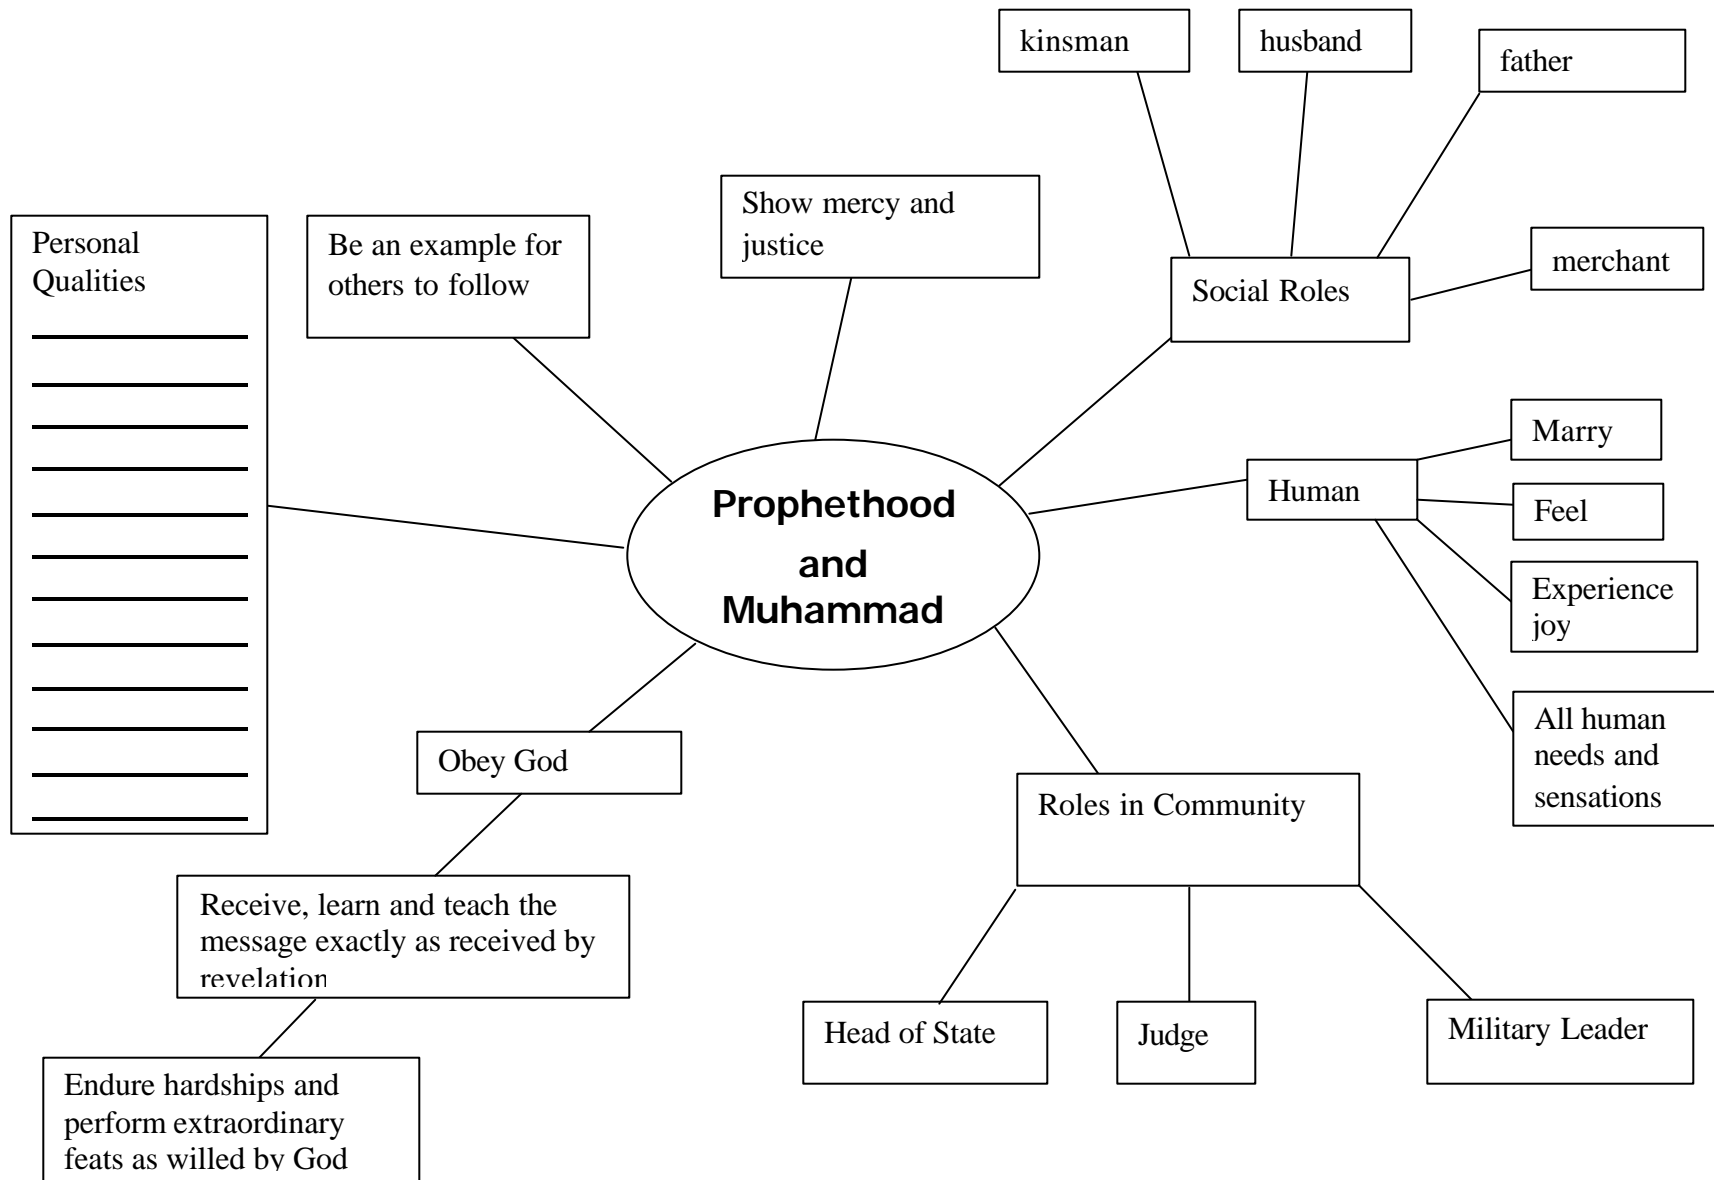 kinsman
husband
father
merchant
Social Roles
Show mercy and
justice
Be an example for
others to follow
Personal
Qualities
Prophethood
and
Muhammad
Human
Marry
Feel
Experience
joy
All human
needs and
sensations
Obey God
Receive, learn and teach the
message exactly as received by
revelation
Endure hardships and
perform extraordinary
feats as willed by God
Roles in Community
Head of State
Judge
Military Leader